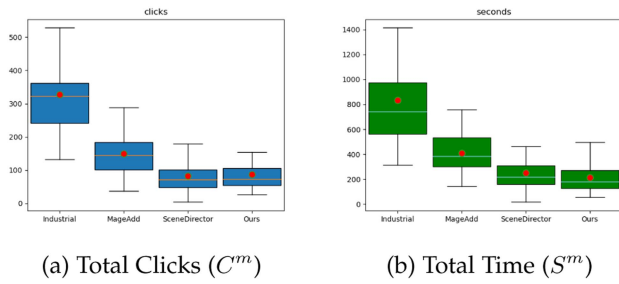 clicks
500
400
300
200
100
0
Industrial MageAdd SceneDirector Ours
(a) Total Clicks (C^m)
seconds
1400
1200
1000
800
600
400
200
0
Industrial MageAdd SceneDirector Ours
(b) Total Time (S^m)